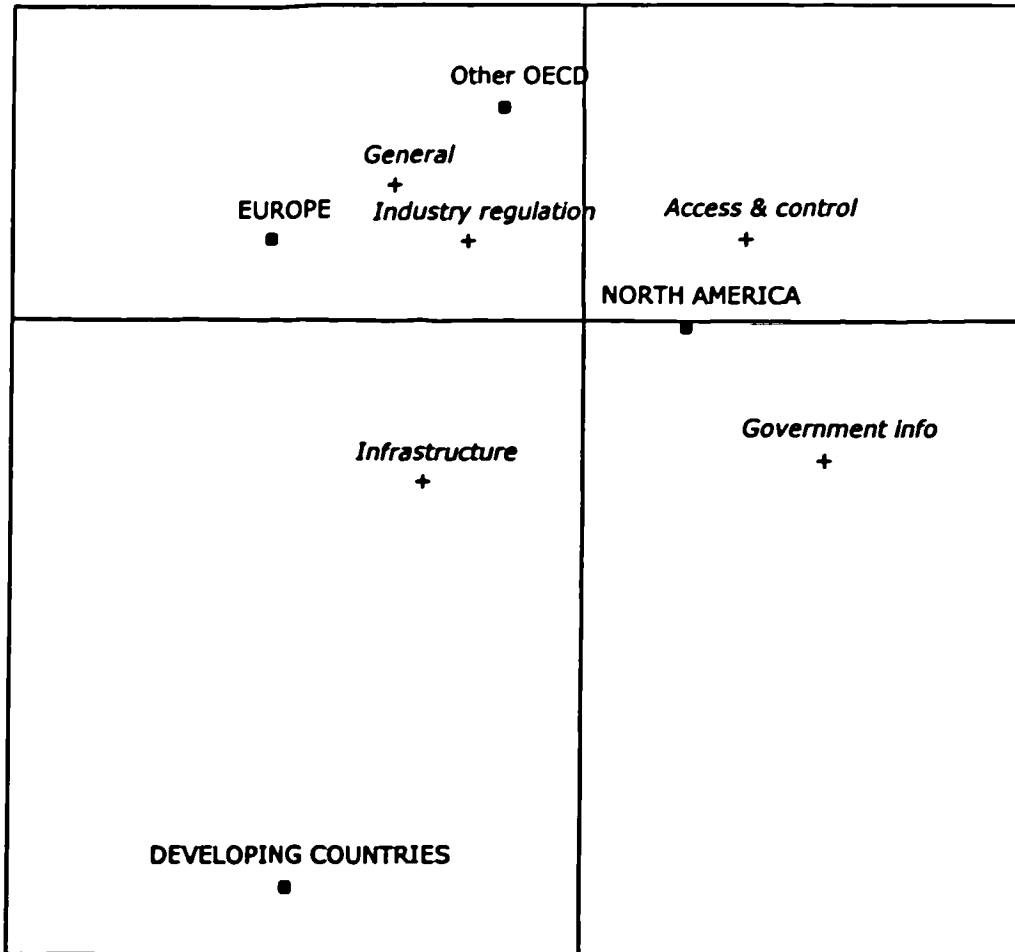 Other OECD
General
EUROPE
Industry regulation
Access & control
NORTH AMERICA
Government info
Infrastructure
DEVELOPING COUNTRIES